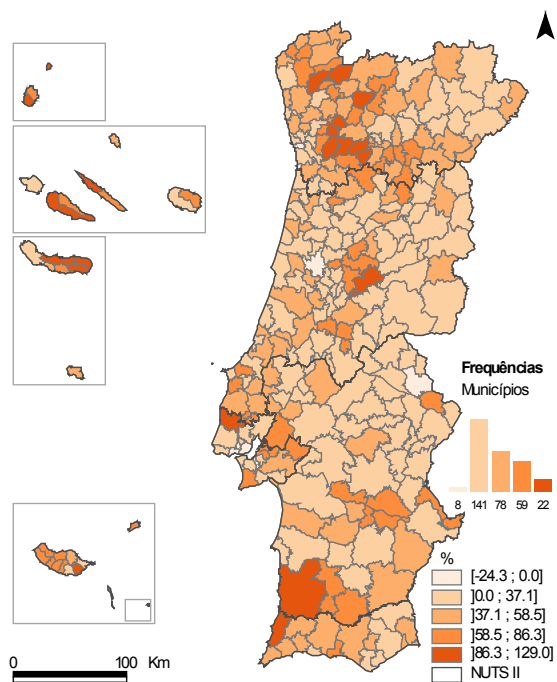 Frequências
Municípios
8 141 78 59 22
%
[-24.3 ; 0.0]
]0.0 ; 37.1]
]37.1 ; 58.5]
]58.5 ; 86.3]
]86.3 ; 129.0]
NUTS II
0 100 Km